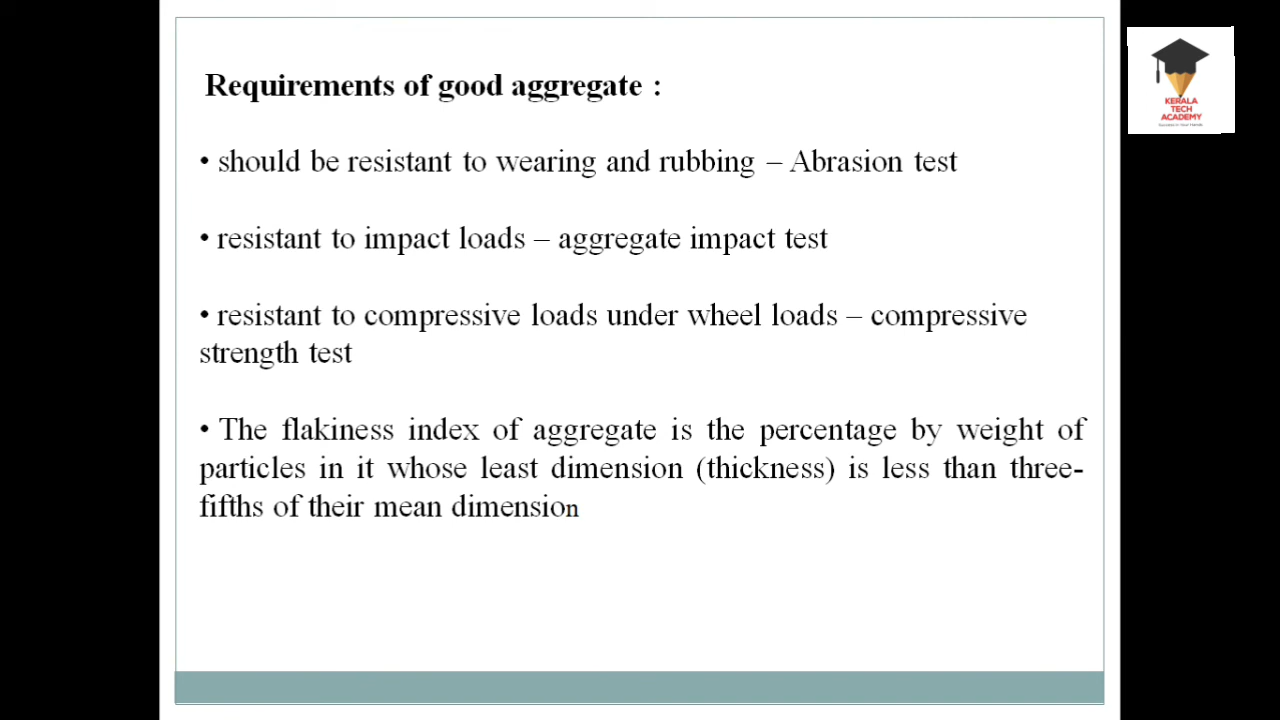 Requirements of good aggregate :
• should be resistant to wearing and rubbing – Abrasion test
• resistant to impact loads – aggregate impact test
• resistant to compressive loads under wheel loads – compressive
strength test
• The flakiness index of aggregate is the percentage by weight of
particles in it whose least dimension (thickness) is less than three-
fifths of their mean dimension
KERALA
TECH
ACADEMY